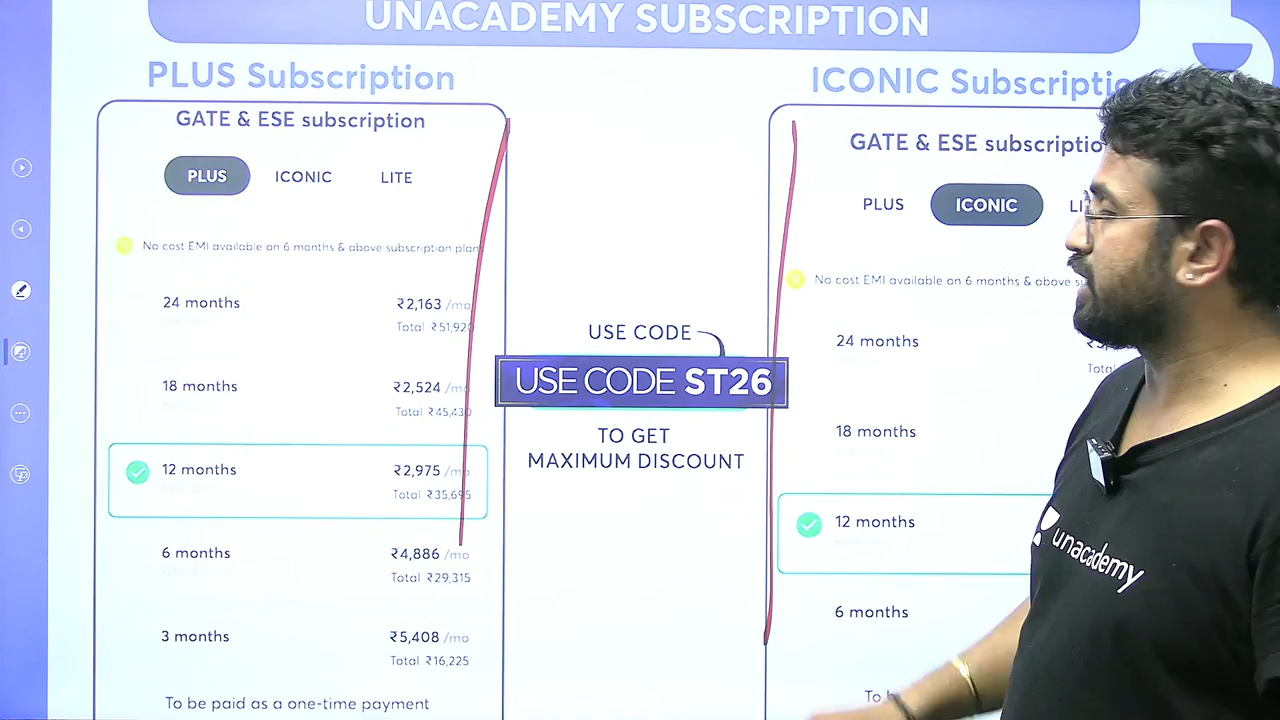 UNACADEMY SUBSCRIPTION
PLUS Subscription
GATE & ESE subscription
PLUS ICONIC LITE
No cost EMI available on 6 months & above subscription plans
24 months ₹2,163 /mo
Total ₹51,920
18 months ₹2,524 /mo
Total ₹45,430
12 months ₹2,975 /mo
Total ₹35,695
6 months ₹4,886 /mo
Total ₹29,315
3 months ₹5,408 /mo
Total ₹16,225
To be paid as a one-time payment
USE CODE
USE CODE ST26
TO GET
MAXIMUM DISCOUNT
ICONIC Subscriptio
GATE & ESE subscriptio
PLUS ICONIC LI
No cost EMI available on 6 months & above su
24 months
Total
18 months
12 months
6 months
To b
unacademy